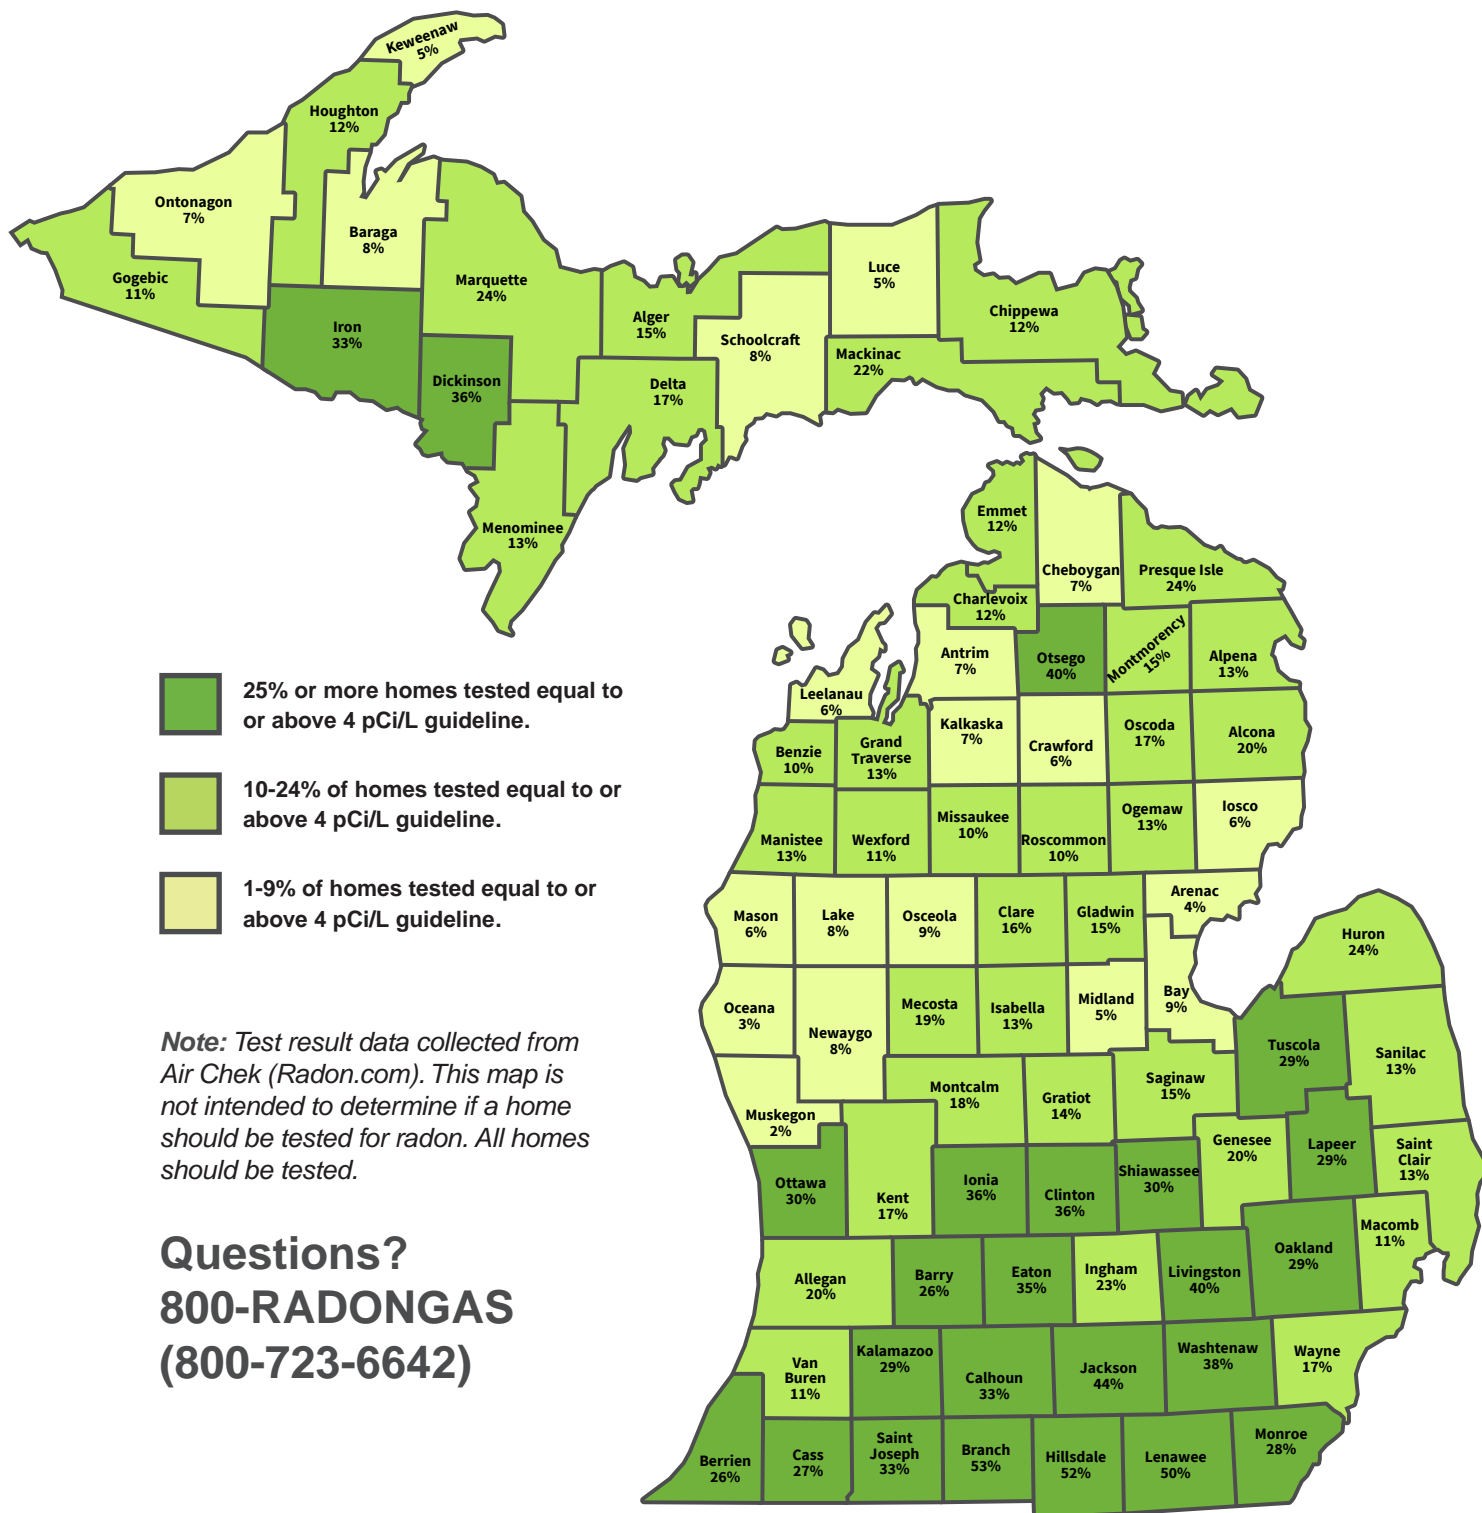 Keweenaw
5%
Houghton
12%
Ontonagon
7%
Baraga
8%
Gogebic
11%
Marquette
24%
Iron
33%
Dickinson
36%
Alger
15%
Schoolcraft
8%
Luce
5%
Chippewa
12%
Mackinac
22%
Delta
17%
Menominee
13%
Emmet
12%
Cheboygan
7%
Presque Isle
24%
Charlevoix
12%
Antrim
7%
Otsego
40%
Montmorency
15%
Alpena
13%
Leelanau
6%
Benzie
10%
Grand
Traverse
13%
Kalkaska
7%
Crawford
6%
Oscoda
17%
Alcona
20%
Manistee
13%
Wexford
11%
Missaukee
10%
Roscommon
10%
Ogemaw
13%
Iosco
6%
Mason
6%
Lake
8%
Osceola
9%
Clare
16%
Gladwin
15%
Arenac
4%
Huron
24%
Oceana
3%
Newaygo
8%
Mecosta
19%
Isabella
13%
Midland
5%
Bay
9%
Tuscola
29%
Sanilac
13%
Muskegon
2%
Montcalm
18%
Gratiot
14%
Saginaw
15%
Genesee
20%
Lapeer
29%
Saint
Clair
13%
Ottawa
30%
Kent
17%
Ionia
36%
Clinton
36%
Shiawassee
30%
Oakland
29%
Macomb
11%
Allegan
20%
Barry
26%
Eaton
35%
Ingham
23%
Livingston
40%
Van
Buren
11%
Kalamazoo
29%
Calhoun
33%
Jackson
44%
Washtenaw
38%
Wayne
17%
Berrien
26%
Cass
27%
Saint
Joseph
33%
Branch
53%
Hillsdale
52%
Lenawee
50%
Monroe
28%
25% or more homes tested equal to
or above 4 pCi/L guideline.
10-24% of homes tested equal to or
above 4 pCi/L guideline.
1-9% of homes tested equal to or
above 4 pCi/L guideline.
Note: Test result data collected from
Air Chek (Radon.com). This map is
not intended to determine if a home
should be tested for radon. All homes
should be tested.
Questions?
800-RADONGAS
(800-723-6642)